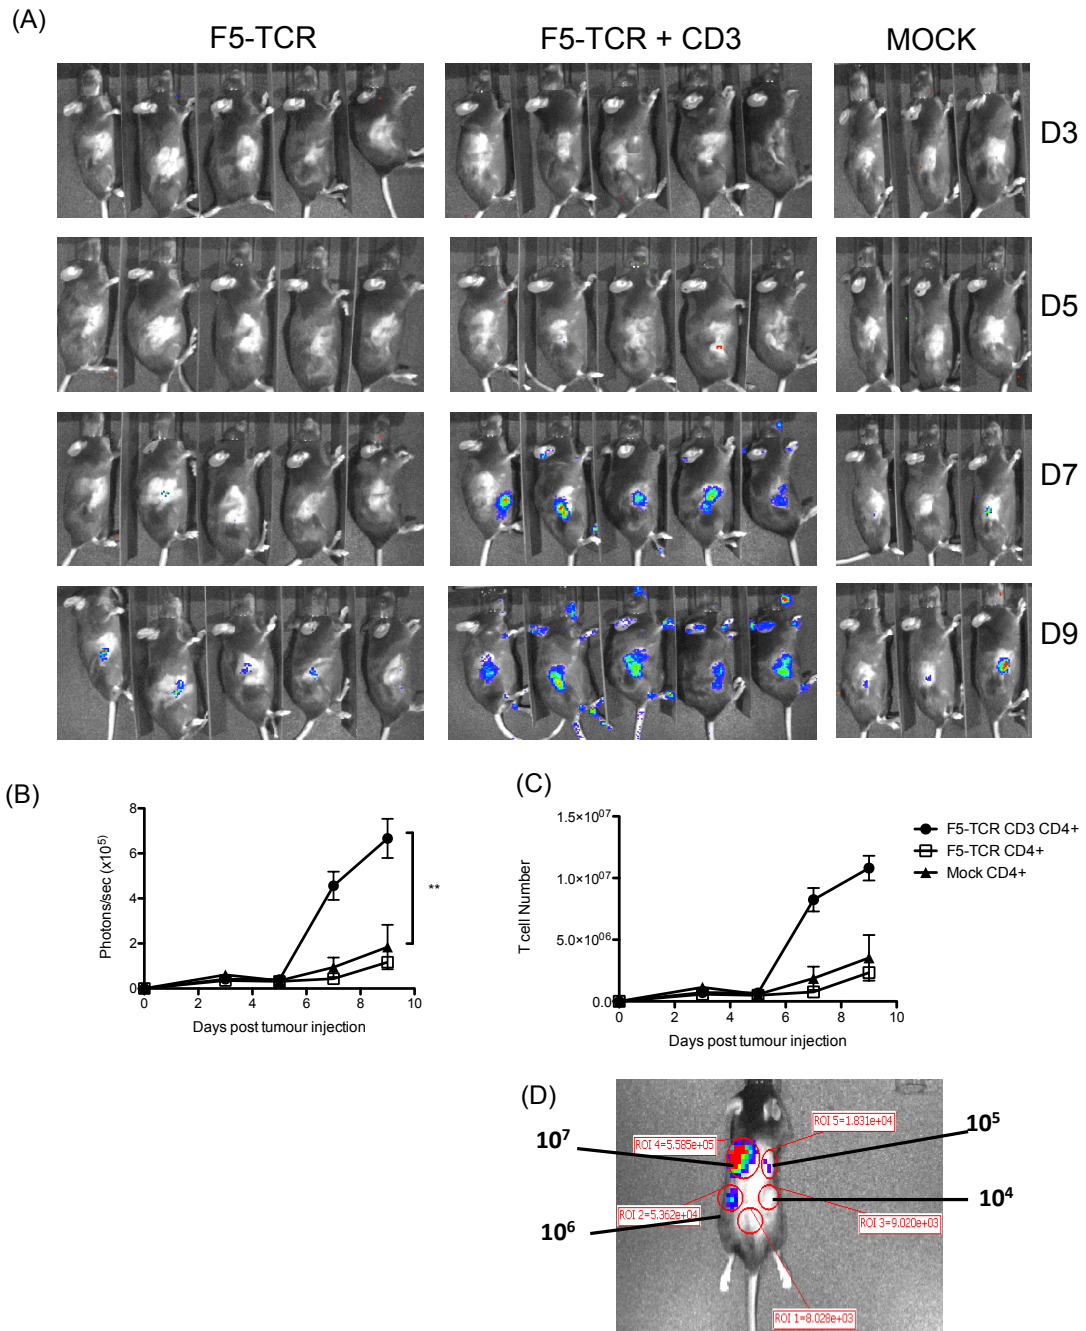 (A)
F5-TCR
F5-TCR + CD3
MOCK
D3
D5
D7
D9
(B)
8
6
4
2
0
Photons/sec (x10⁵)
**
0 2 4 6 8 10
Days post tumour injection
(C)
1.5×10⁰⁷
1.0×10⁰⁷
5.0×10⁰⁶
0.0
T cell Number
0 2 4 6 8 10
Days post tumour injection
F5-TCR CD3 CD4+
F5-TCR CD4+
Mock CD4+
(D)
10⁷
ROI 4=5.585e+05
ROI 5=1.831e+04
10⁵
10⁶
ROI 2=5.362e+04
ROI 3=9.020e+03
10⁴
ROI 1=8.028e+03